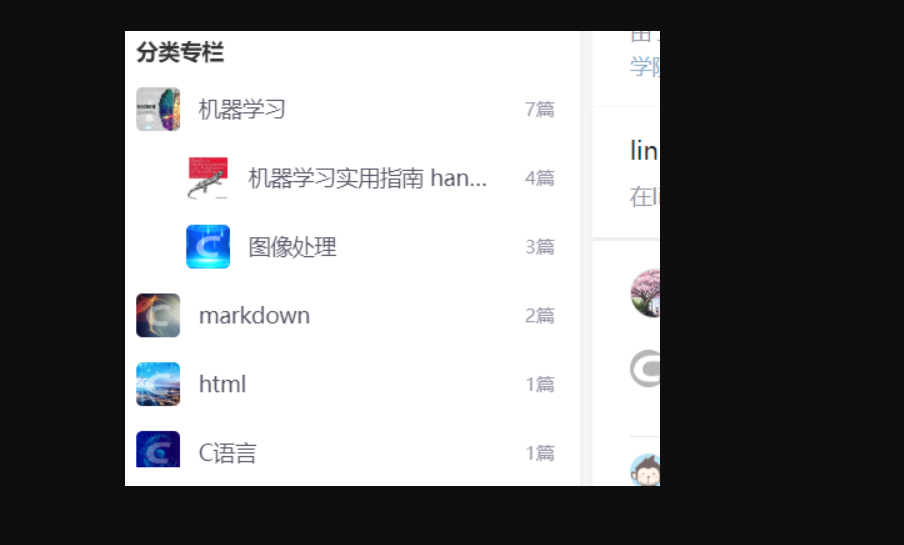 分类专栏
机器学习 7篇
机器学习实用指南 han... 4篇
图像处理 3篇
markdown 2篇
html 1篇
C语言 1篇
学
lin
在li